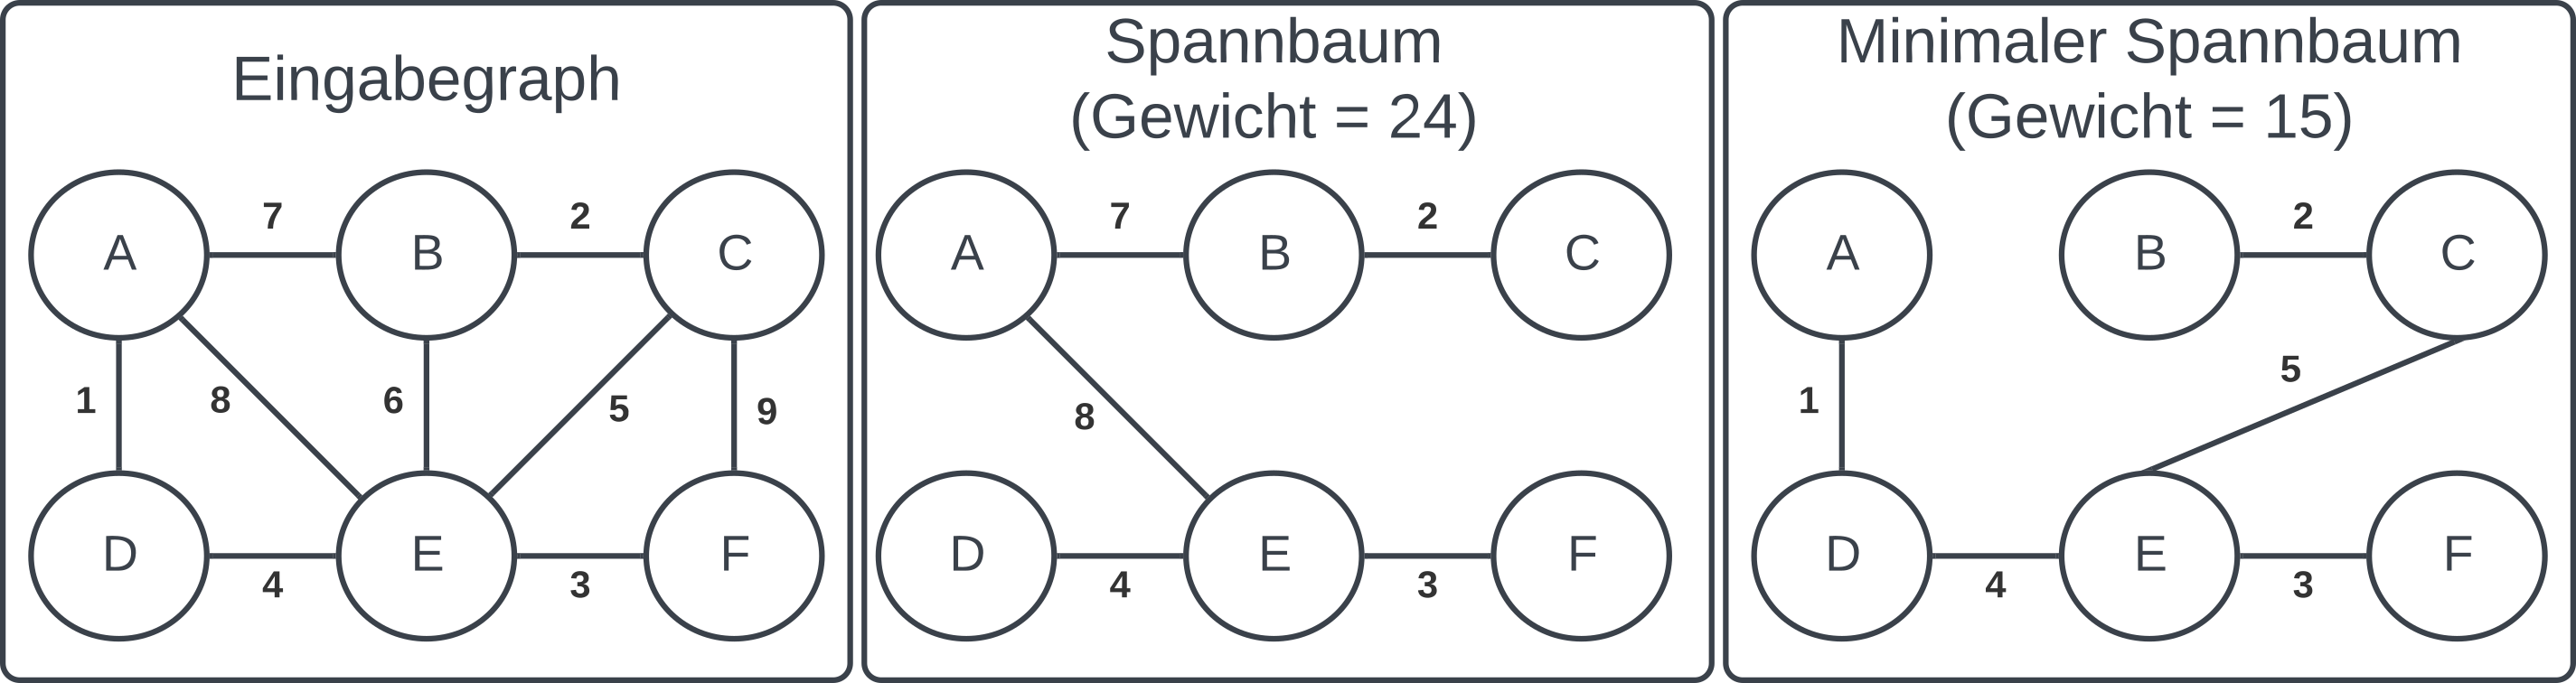 Eingabegraph
A 7 B 2 C
1 8 6 5 9
D 4 E 3 F
Spannbaum
(Gewicht = 24)
A 7 B 2 C
8
D 4 E 3 F
Minimaler Spannbaum
(Gewicht = 15)
A B 2 C
1 5
D 4 E 3 F